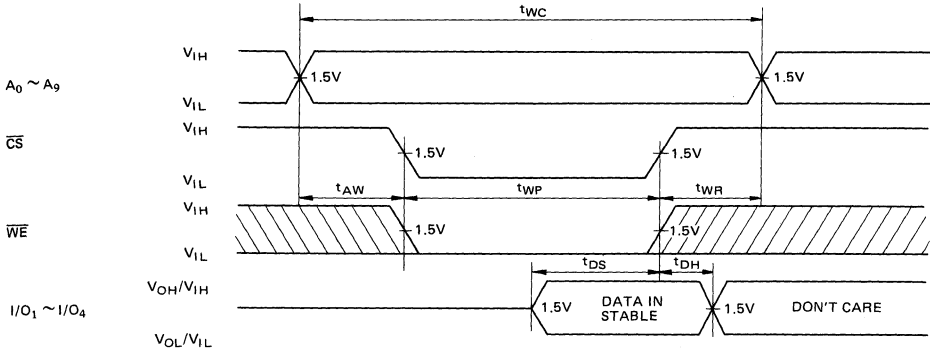 tWC
VIH
A0 ~ A9
1.5V
1.5V
VIL
VIH
CS
1.5V
1.5V
VIL
tAW
tWP
tWR
VIH
WE
1.5V
1.5V
VIL
tDS
tDH
VOH/VIH
I/O1 ~ I/O4
1.5V
DATA IN
STABLE
1.5V
DON'T CARE
VOL/VIL